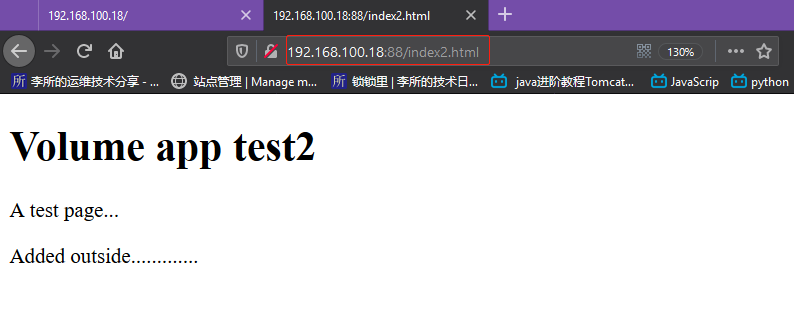 192.168.100.18/
192.168.100.18:88/index2.html
192.168.100.18:88/index2.html
130%
所 李所的运维技术分享 - ...
站点管理 | Manage m...
所 锁锁里 | 李所的技术日...
java进阶教程Tomcat...
JavaScrip
python
Volume app test2
A test page...
Added outside.............